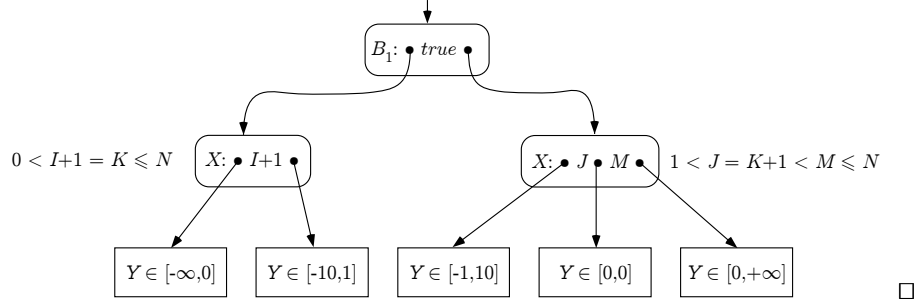 B₁: • true •
0 < I+1 = K ⩽ N
X: • I+1 •
X: • J • M •
1 < J = K+1 < M ⩽ N
Y ∈ [-∞,0]
Y ∈ [-10,1]
Y ∈ [-1,10]
Y ∈ [0,0]
Y ∈ [0,+∞]